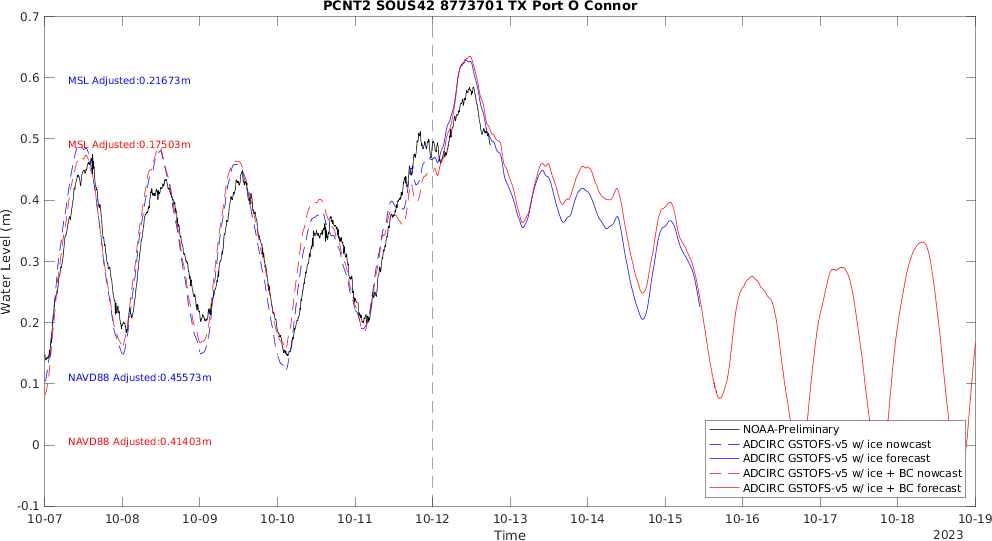 PCNT2 SOUS42 8773701 TX Port O Connor
0.7
0.6
0.5
0.4
0.3
0.2
0.1
0
-0.1
Water Level (m)
MSL Adjusted:0.21673m
MSL Adjusted:0.17503m
NAVD88 Adjusted:0.45573m
NAVD88 Adjusted:0.41403m
NOAA-Preliminary
ADCIRC GSTOFS-v5 w/ ice nowcast
ADCIRC GSTOFS-v5 w/ ice forecast
ADCIRC GSTOFS-v5 w/ ice + BC nowcast
ADCIRC GSTOFS-v5 w/ ice + BC forecast
10-07 10-08 10-09 10-10 10-11 10-12 10-13 10-14 10-15 10-16 10-17 10-18 10-19
Time
2023